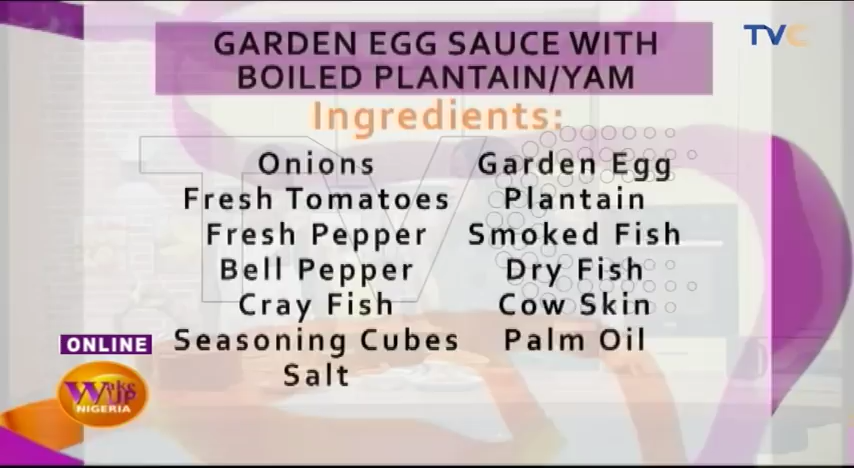 TVC
GARDEN EGG SAUCE WITH
BOILED PLANTAIN/YAM
Ingredients:
Onions
Fresh Tomatoes
Fresh Pepper
Bell Pepper
Cray Fish
Seasoning Cubes
Salt
Garden Egg
Plantain
Smoked Fish
Dry Fish
Cow Skin
Palm Oil
ONLINE
Wake
UP
NIGERIA
TV